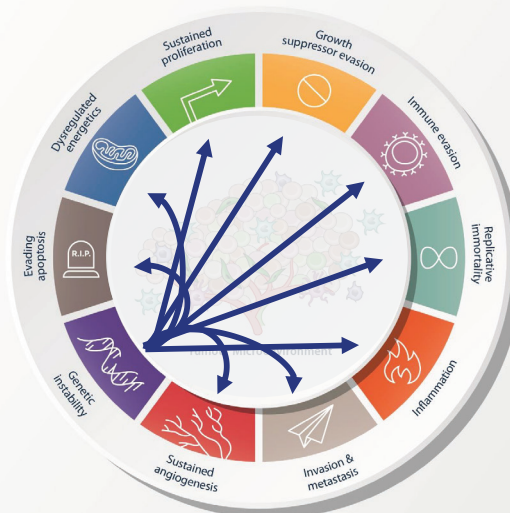 Sustained
proliferation
Growth
suppressor evasion
Immune evasion
Replicative
immortality
Inflammation
Invasion &
metastasis
Sustained
angiogenesis
Genetic
instability
Evading
apoptosis
R.I.P.
Dysregulated
energetics
Tumour Microenvironment